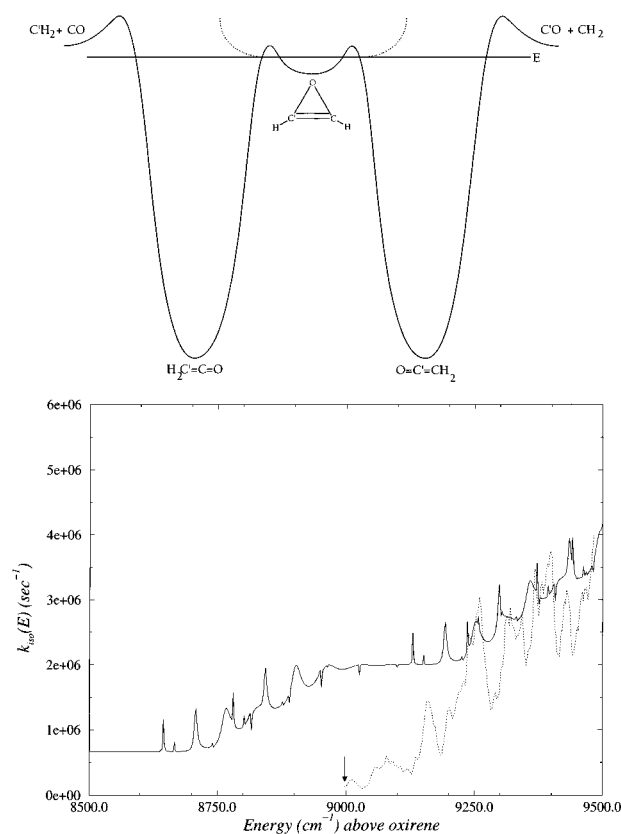 C'H2 + CO
C'O + CH2
E
O
C
C
H
H
H2C'=C=O
O=C'=CH2
6e+06
5e+06
4e+06
3e+06
2e+06
1e+06
0e+00
kiso(E) (sec−1)
8500.0
8750.0
9000.0
9250.0
9500.0
Energy (cm−1) above oxirene